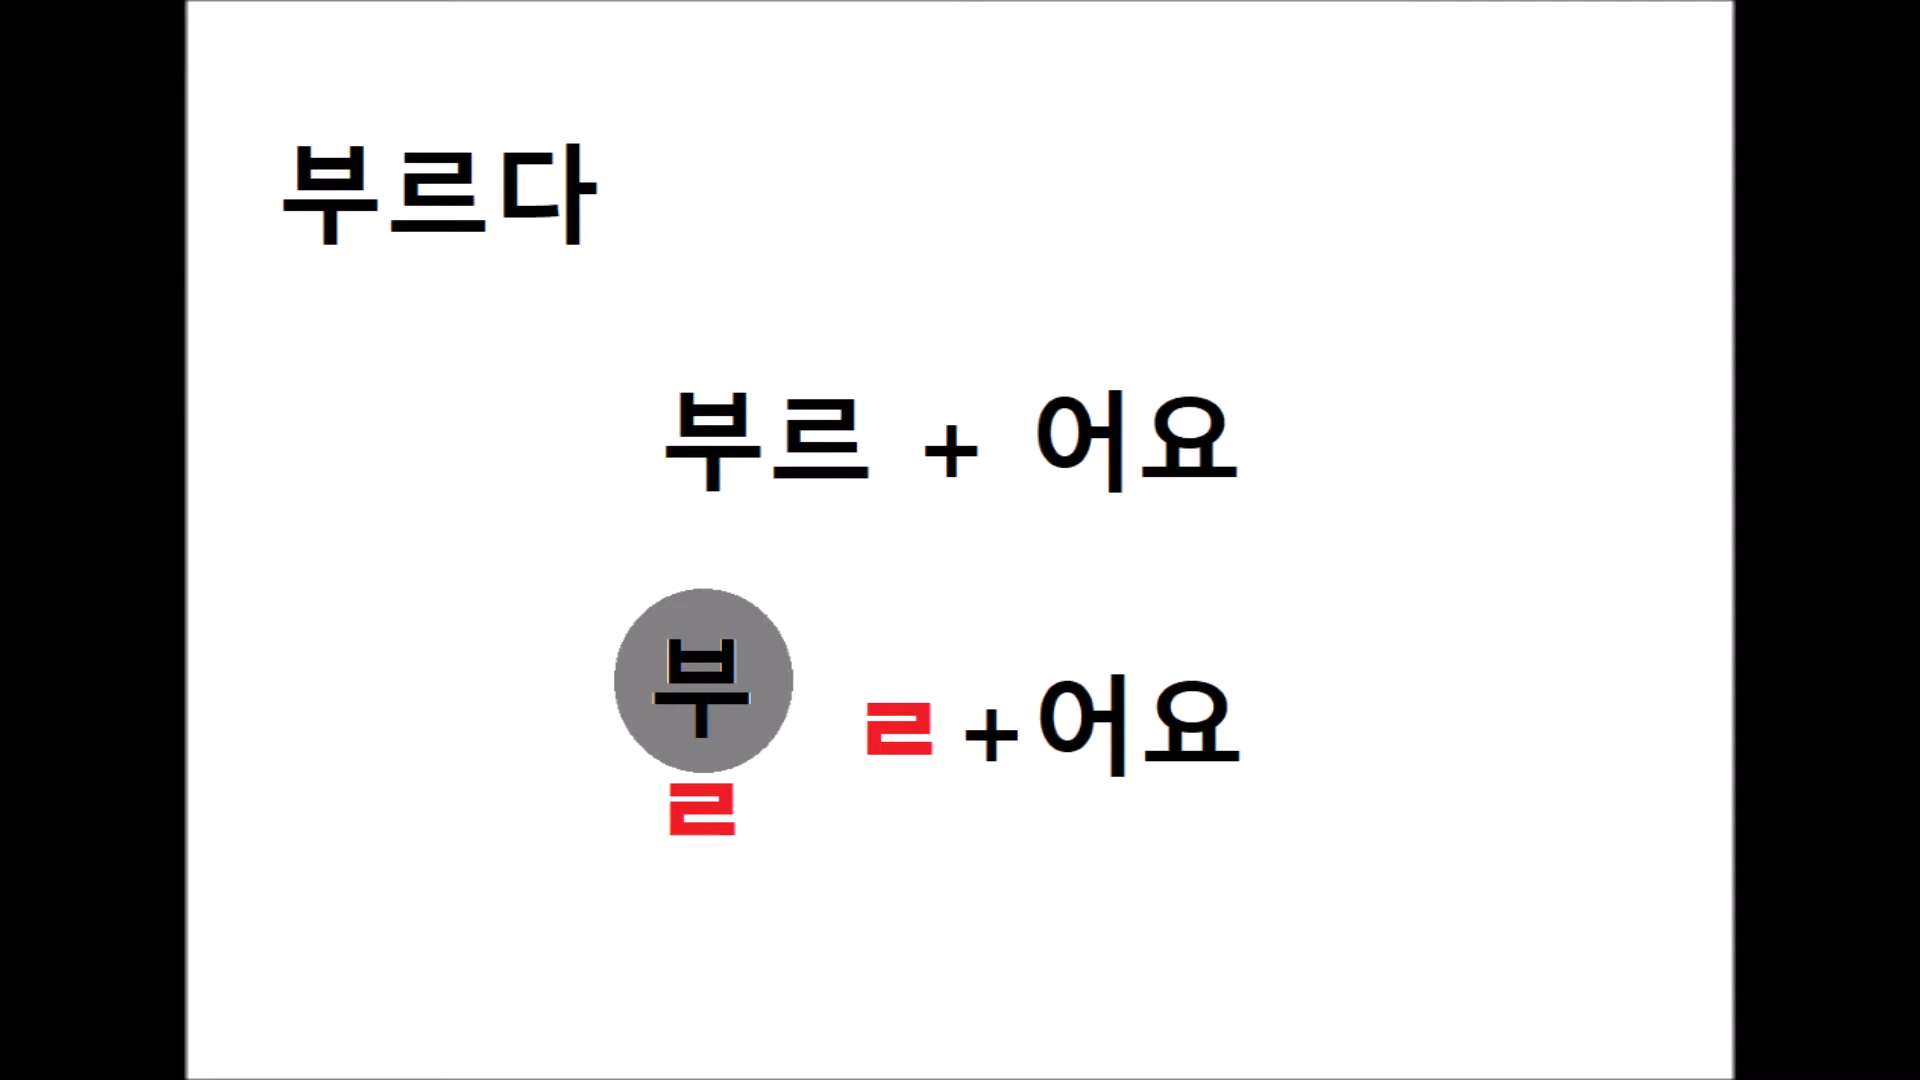 부르다
부르 + 어요
부 ㄹ + 어요
ㄹ